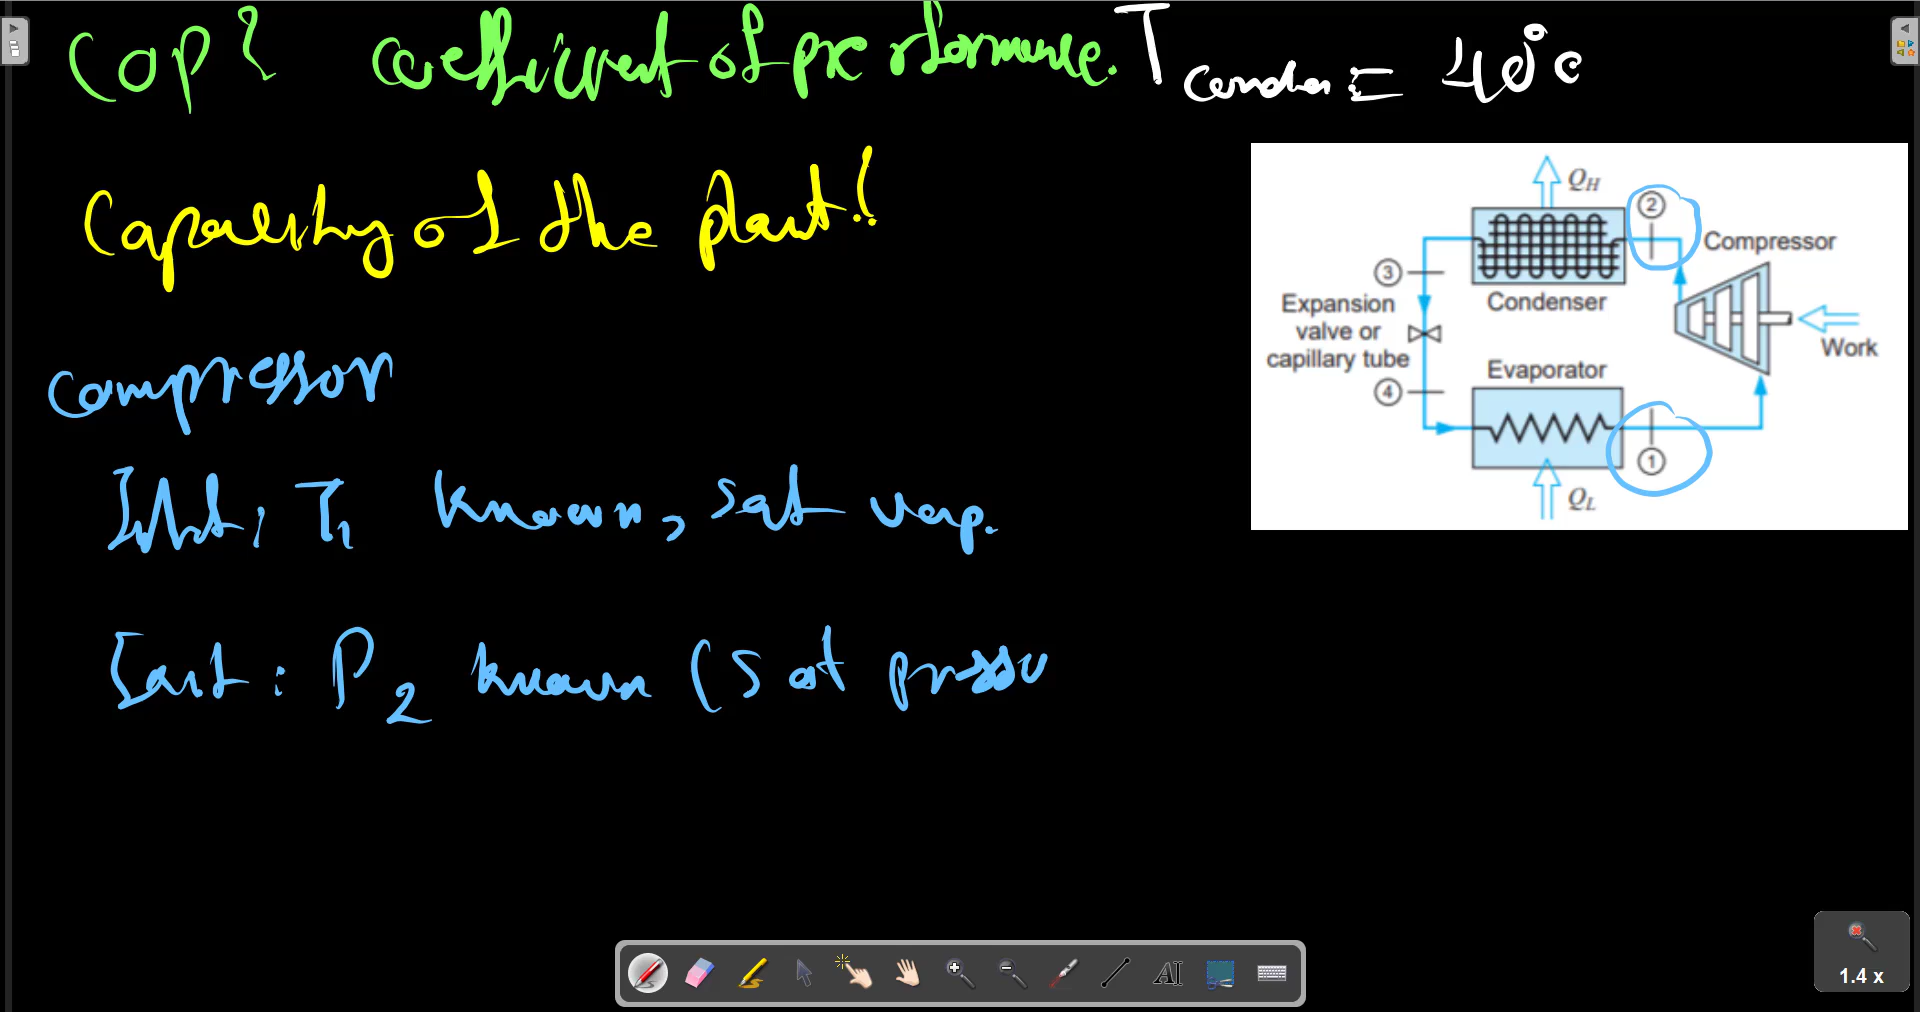 COP? Coefficient of performance. T conden = 40°C
Capacity of the plant?
QH
2
Compressor
3
Condenser
Expansion
valve or
capillary tube
Work
Evaporator
4
1
QL
Compressor
Inlet: T1 known, sat vap.
Exit: P2 known (sat pressu
1.4 x